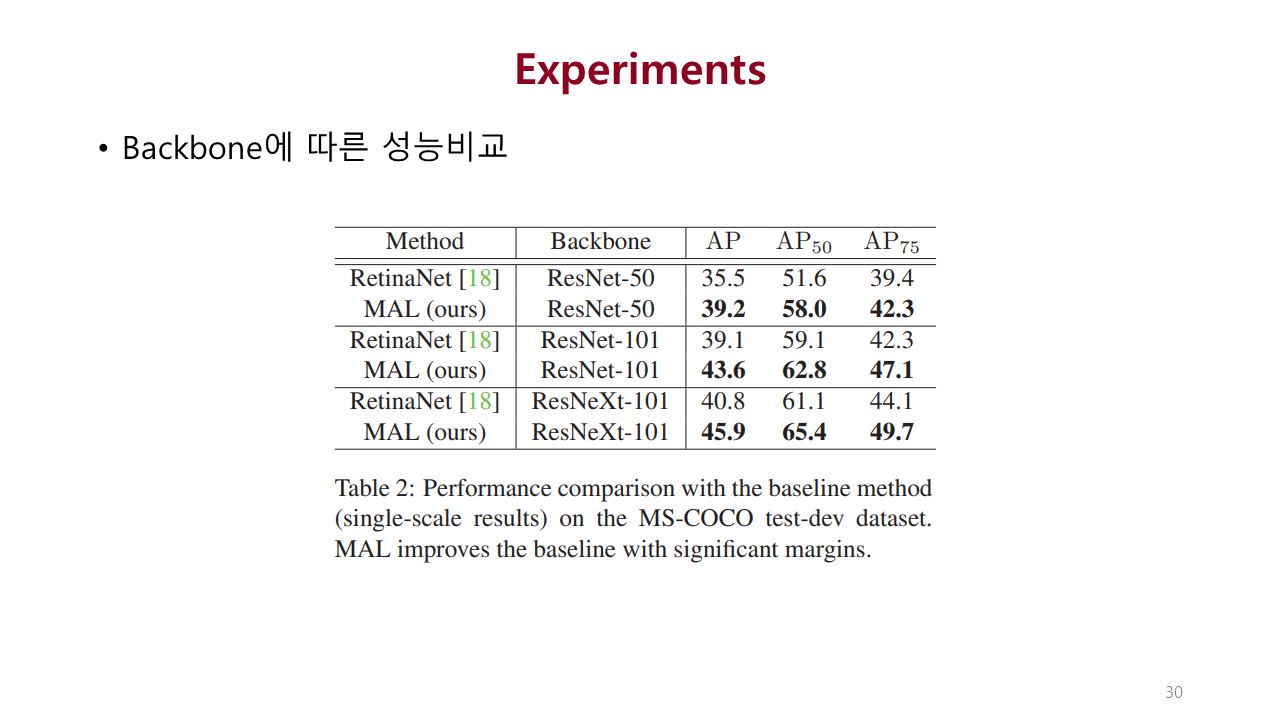 Experiments
• Backbone에 따른 성능비교
Method Backbone AP AP50 AP75
RetinaNet [18] ResNet-50 35.5 51.6 39.4
MAL (ours) ResNet-50 39.2 58.0 42.3
RetinaNet [18] ResNet-101 39.1 59.1 42.3
MAL (ours) ResNet-101 43.6 62.8 47.1
RetinaNet [18] ResNeXt-101 40.8 61.1 44.1
MAL (ours) ResNeXt-101 45.9 65.4 49.7
Table 2: Performance comparison with the baseline method
(single-scale results) on the MS-COCO test-dev dataset.
MAL improves the baseline with significant margins.
30